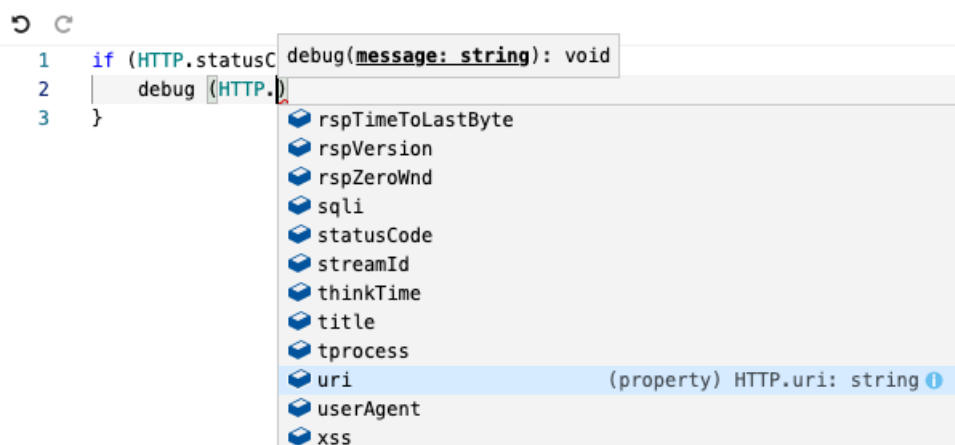 1 if (HTTP.statusC
debug(message: string): void
2 debug (HTTP.)
3 }
rspTimeToLastByte
rspVersion
rspZeroWnd
sqli
statusCode
streamId
thinkTime
title
tprocess
uri (property) HTTP.uri: string
userAgent
xss